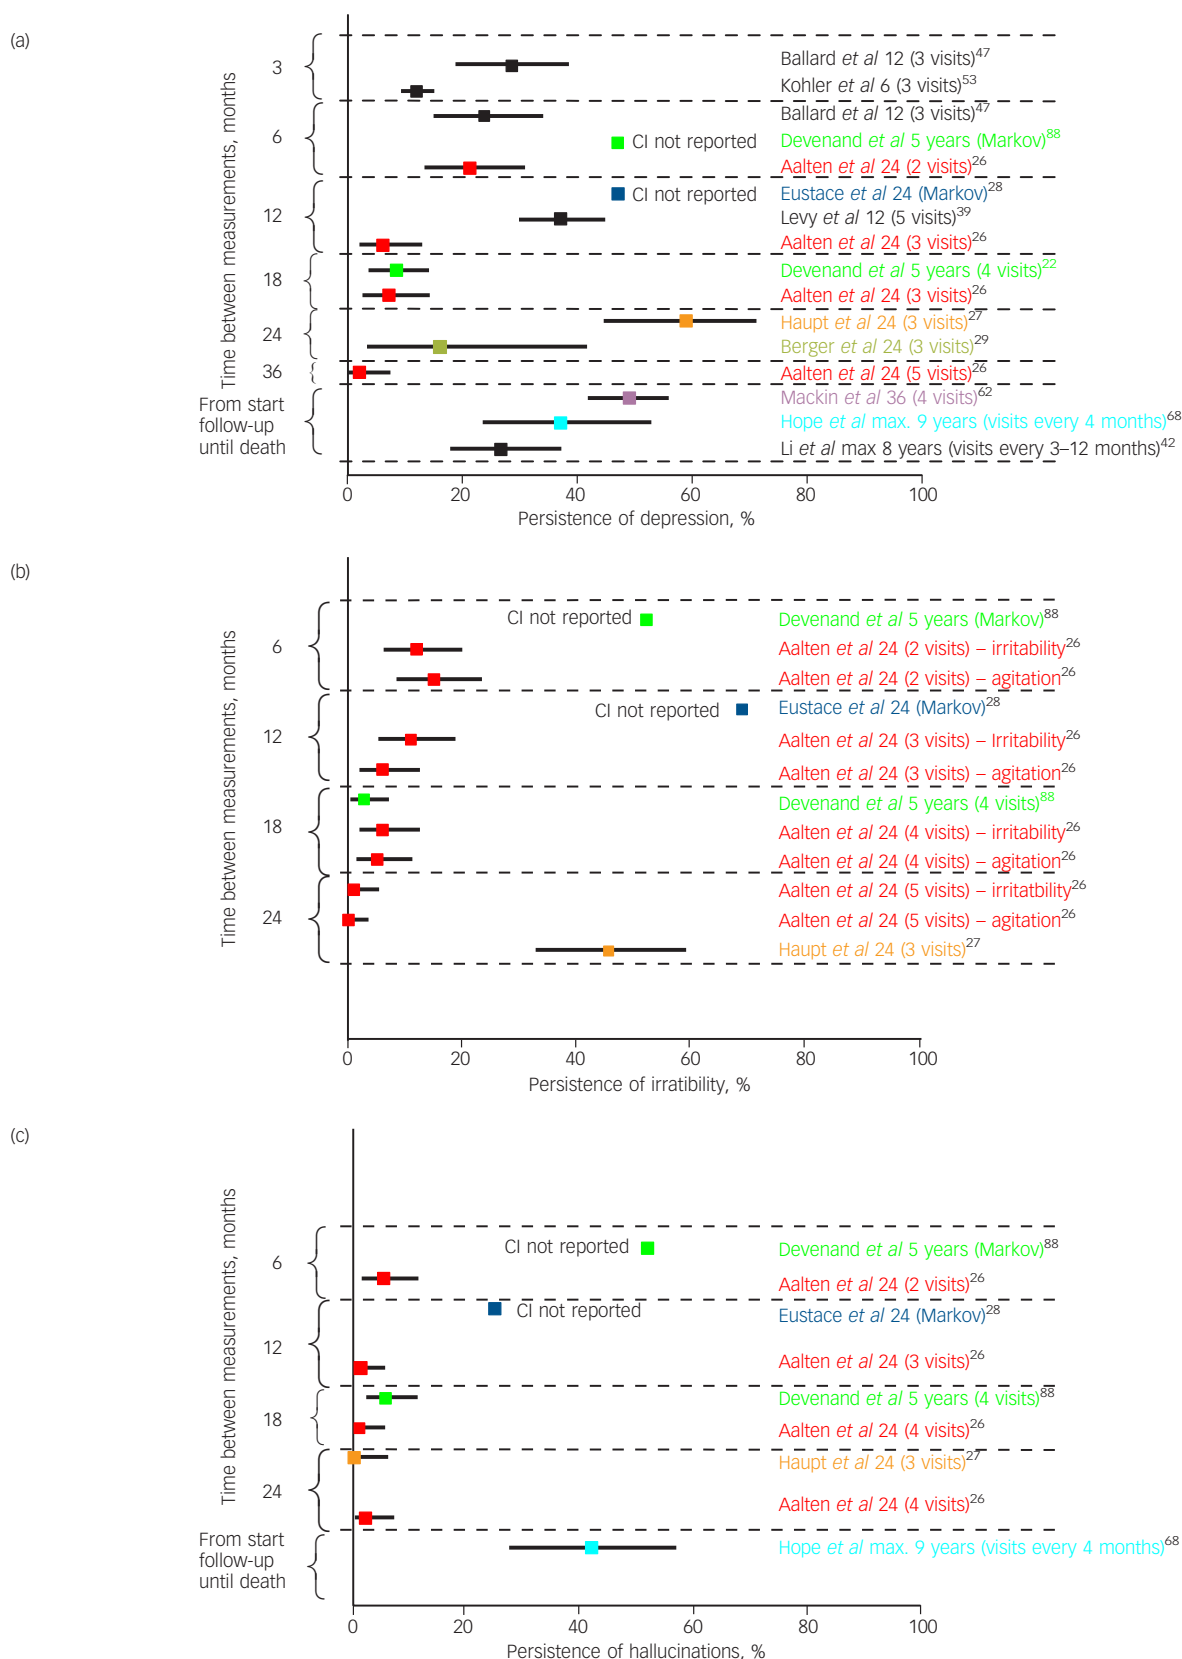 (a)
Time between measurements, months
3
Ballard et al 12 (3 visits)47
Kohler et al 6 (3 visits)53
6
Ballard et al 12 (3 visits)47
CI not reported Devenand et al 5 years (Markov)88
Aalten et al 24 (2 visits)26
12
CI not reported Eustace et al 24 (Markov)28
Levy et al 12 (5 visits)39
Aalten et al 24 (3 visits)26
18
Devenand et al 5 years (4 visits)22
Aalten et al 24 (3 visits)26
24
Haupt et al 24 (3 visits)27
Berger et al 24 (3 visits)29
36
Aalten et al 24 (5 visits)26
From start
follow-up
until death
Mackin et al 36 (4 visits)62
Hope et al max. 9 years (visits every 4 months)68
Li et al max 8 years (visits every 3–12 months)42
0 20 40 60 80 100
Persistence of depression, %
(b)
Time between measurements, months
6
CI not reported Devenand et al 5 years (Markov)88
Aalten et al 24 (2 visits) – irritability26
Aalten et al 24 (2 visits) – agitation26
12
CI not reported Eustace et al 24 (Markov)28
Aalten et al 24 (3 visits) – Irritability26
Aalten et al 24 (3 visits) – agitation26
18
Devenand et al 5 years (4 visits)88
Aalten et al 24 (4 visits) – irritability26
Aalten et al 24 (4 visits) – agitation26
24
Aalten et al 24 (5 visits) – irritatbility26
Aalten et al 24 (5 visits) – agitation26
Haupt et al 24 (3 visits)27
0 20 40 60 80 100
Persistence of irratibility, %
(c)
Time between measurements, months
6
CI not reported Devenand et al 5 years (Markov)88
Aalten et al 24 (2 visits)26
12
CI not reported Eustace et al 24 (Markov)28
Aalten et al 24 (3 visits)26
18
Devenand et al 5 years (4 visits)88
Aalten et al 24 (4 visits)26
24
Haupt et al 24 (3 visits)27
Aalten et al 24 (4 visits)26
From start
follow-up
until death
Hope et al max. 9 years (visits every 4 months)68
0 20 40 60 80 100
Persistence of hallucinations, %